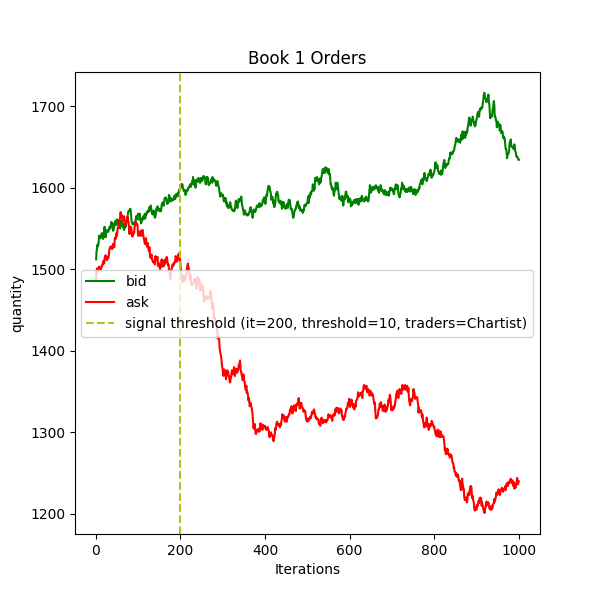 Book 1 Orders
quantity
1700
1600
1500
1400
1300
1200
bid
ask
signal threshold (it=200, threshold=10, traders=Chartist)
0 200 400 600 800 1000
Iterations